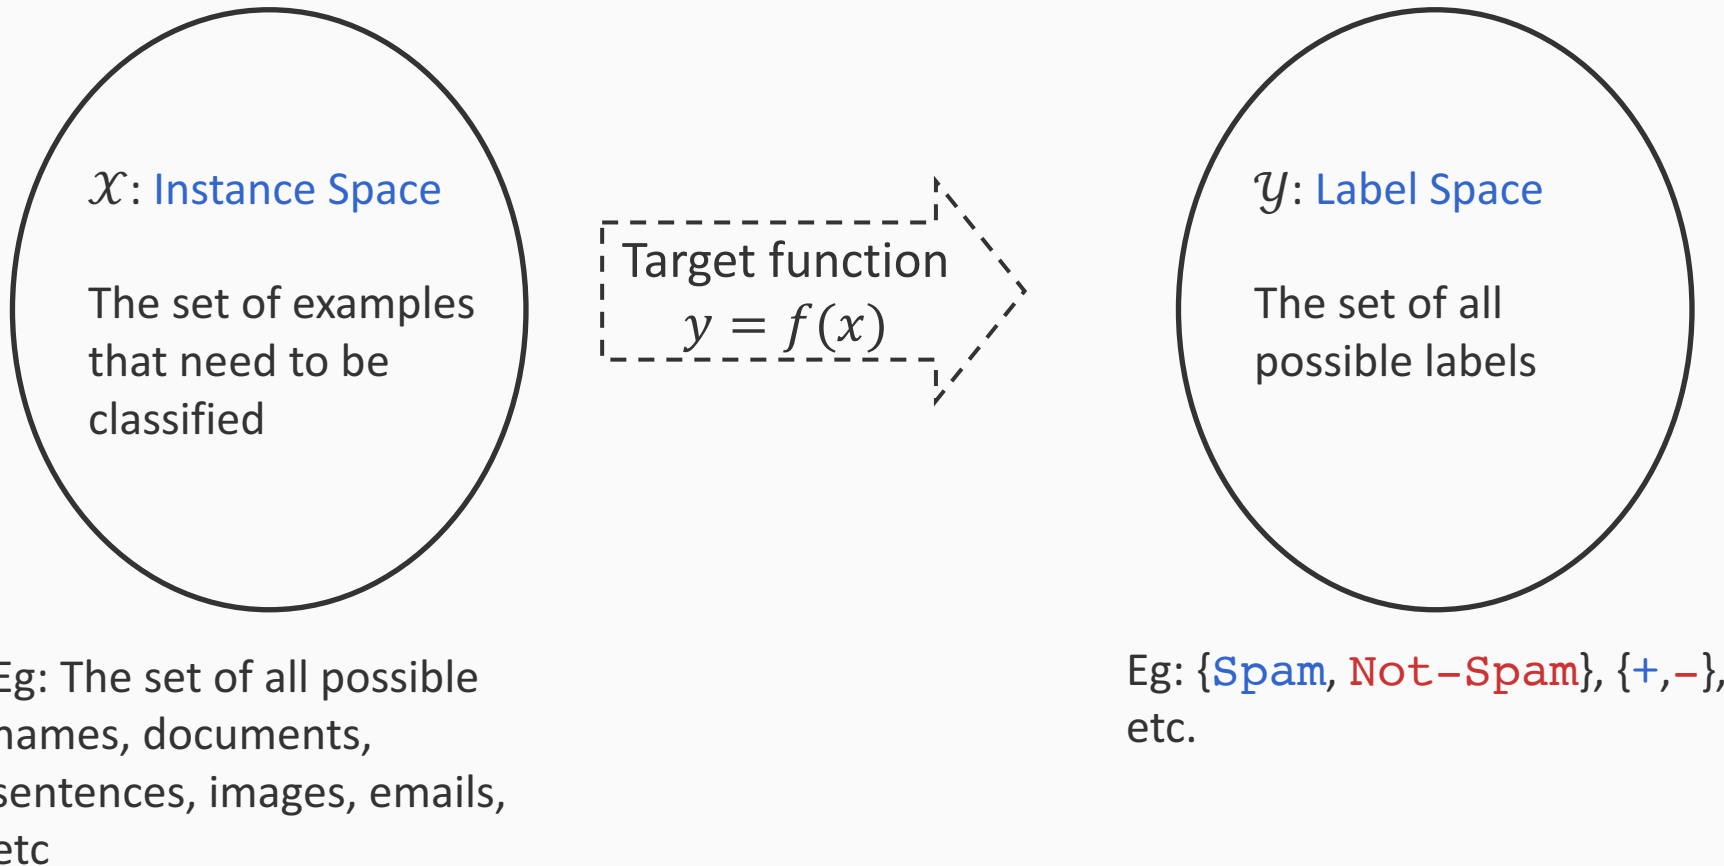 𝒳: Instance Space
The set of examples
that need to be
classified
Target function
y = f(x)
𝒴: Label Space
The set of all
possible labels
Eg: The set of all possible
names, documents,
sentences, images, emails,
etc
Eg: {Spam, Not-Spam}, {+,-},
etc.